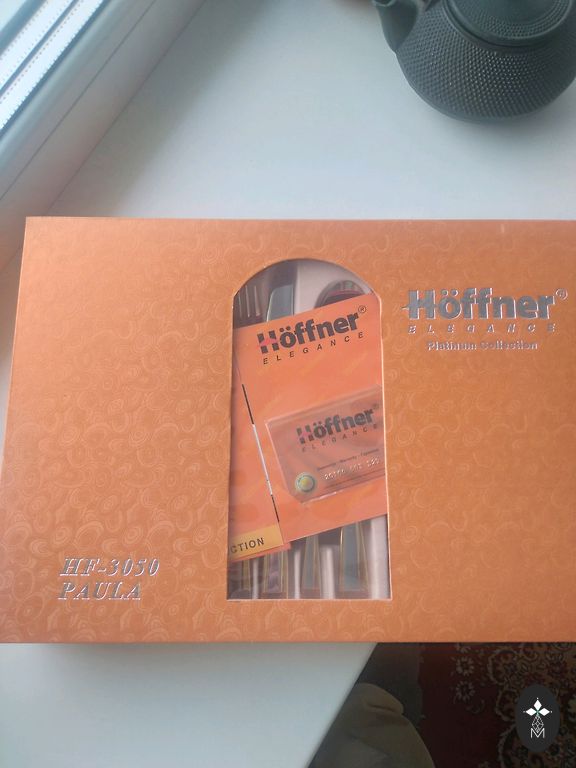 Höffner®
ELEGANCE
Platinum Collection
Höffner®
ELEGANCE
Höffner®
ELEGANCE
CTION
HF-3050
PAULA
M